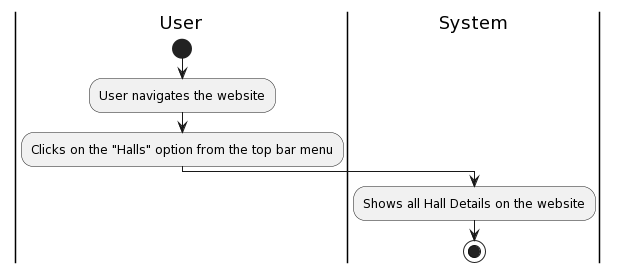 User
System
User navigates the website
Clicks on the "Halls" option from the top bar menu
Shows all Hall Details on the website